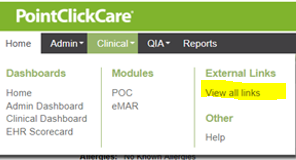 PointClickCare®
Home Admin Clinical QIA Reports
Dashboards Modules External Links
Home POC View all links
Admin Dashboard eMAR
Clinical Dashboard Other
EHR Scorecard Help
Allergies: No Known Allergies